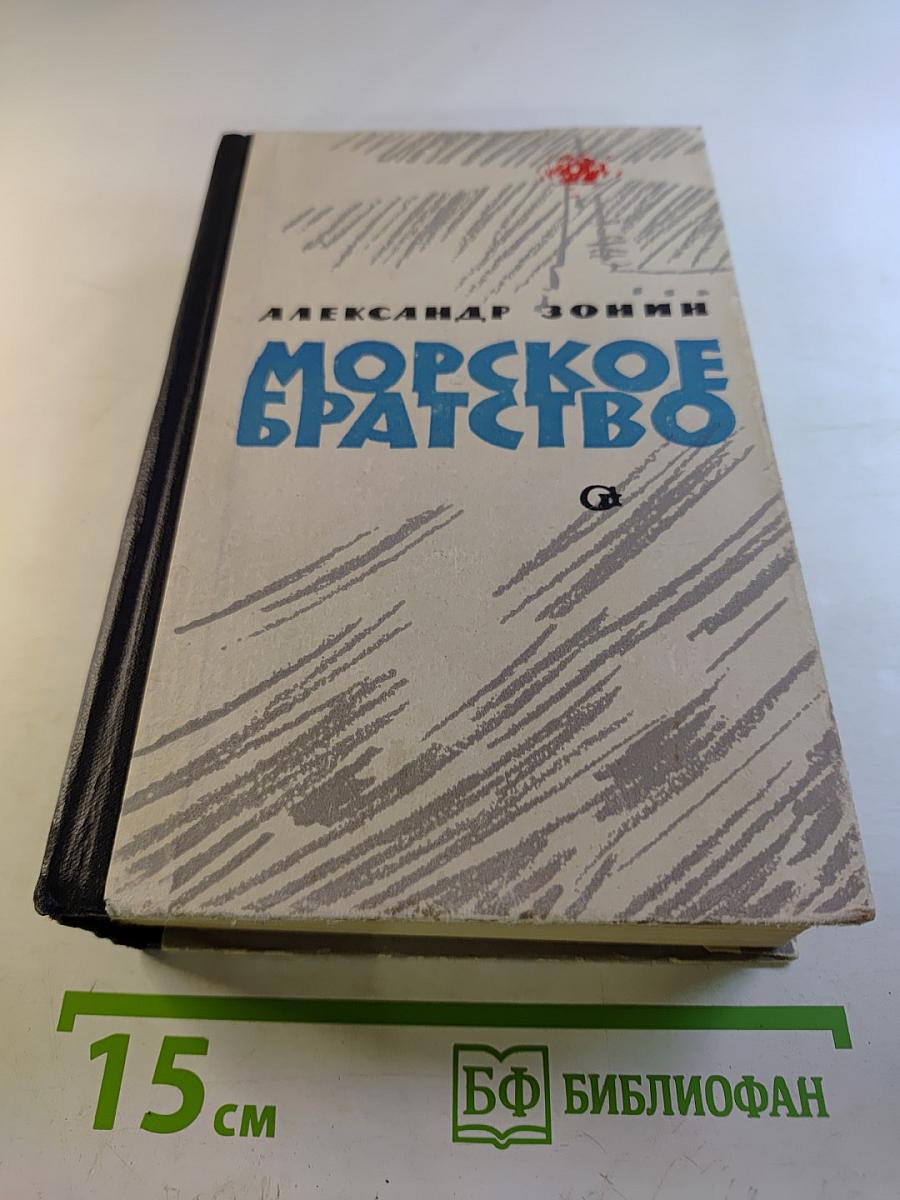 АЛЕКСАНДР ЗОНИН
МОРСКОЕ
БРАТСТВО
15 см
БФ БИБЛИОФАН